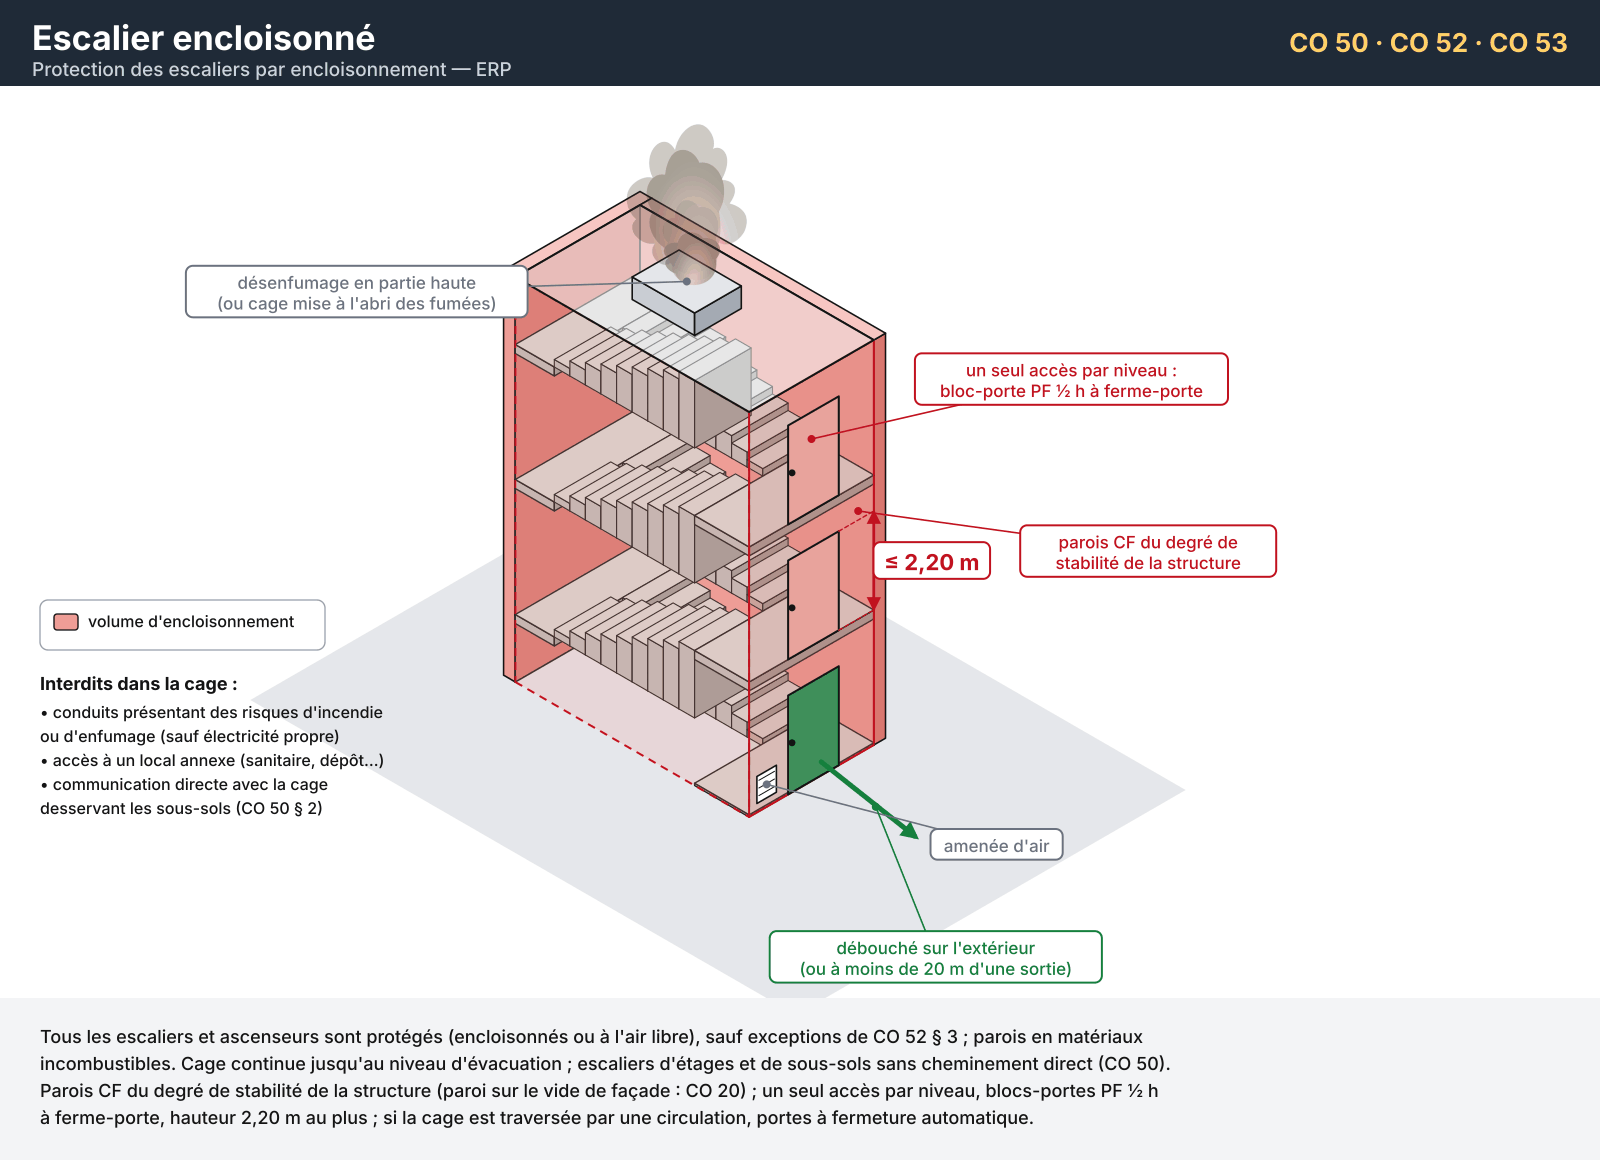 Escalier encloisonné
Protection des escaliers par encloisonnement — ERP
CO 50 · CO 52 · CO 53
désenfumage en partie haute
(ou cage mise à l'abri des fumées)
un seul accès par niveau :
bloc-porte PF ½ h à ferme-porte
parois CF du degré de
stabilité de la structure
≤ 2,20 m
volume d'encloisonnement
Interdits dans la cage :
• conduits présentant des risques d'incendie
ou d'enfumage (sauf électricité propre)
• accès à un local annexe (sanitaire, dépôt…)
• communication directe avec la cage
desservant les sous-sols (CO 50 § 2)
amenée d'air
débouché sur l'extérieur
(ou à moins de 20 m d'une sortie)
Tous les escaliers et ascenseurs sont protégés (encloisonnés ou à l'air libre), sauf exceptions de CO 52 § 3 ; parois en matériaux
incombustibles. Cage continue jusqu'au niveau d'évacuation ; escaliers d'étages et de sous-sols sans cheminement direct (CO 50).
Parois CF du degré de stabilité de la structure (paroi sur le vide de façade : CO 20) ; un seul accès par niveau, blocs-portes PF ½ h
à ferme-porte, hauteur 2,20 m au plus ; si la cage est traversée par une circulation, portes à fermeture automatique.